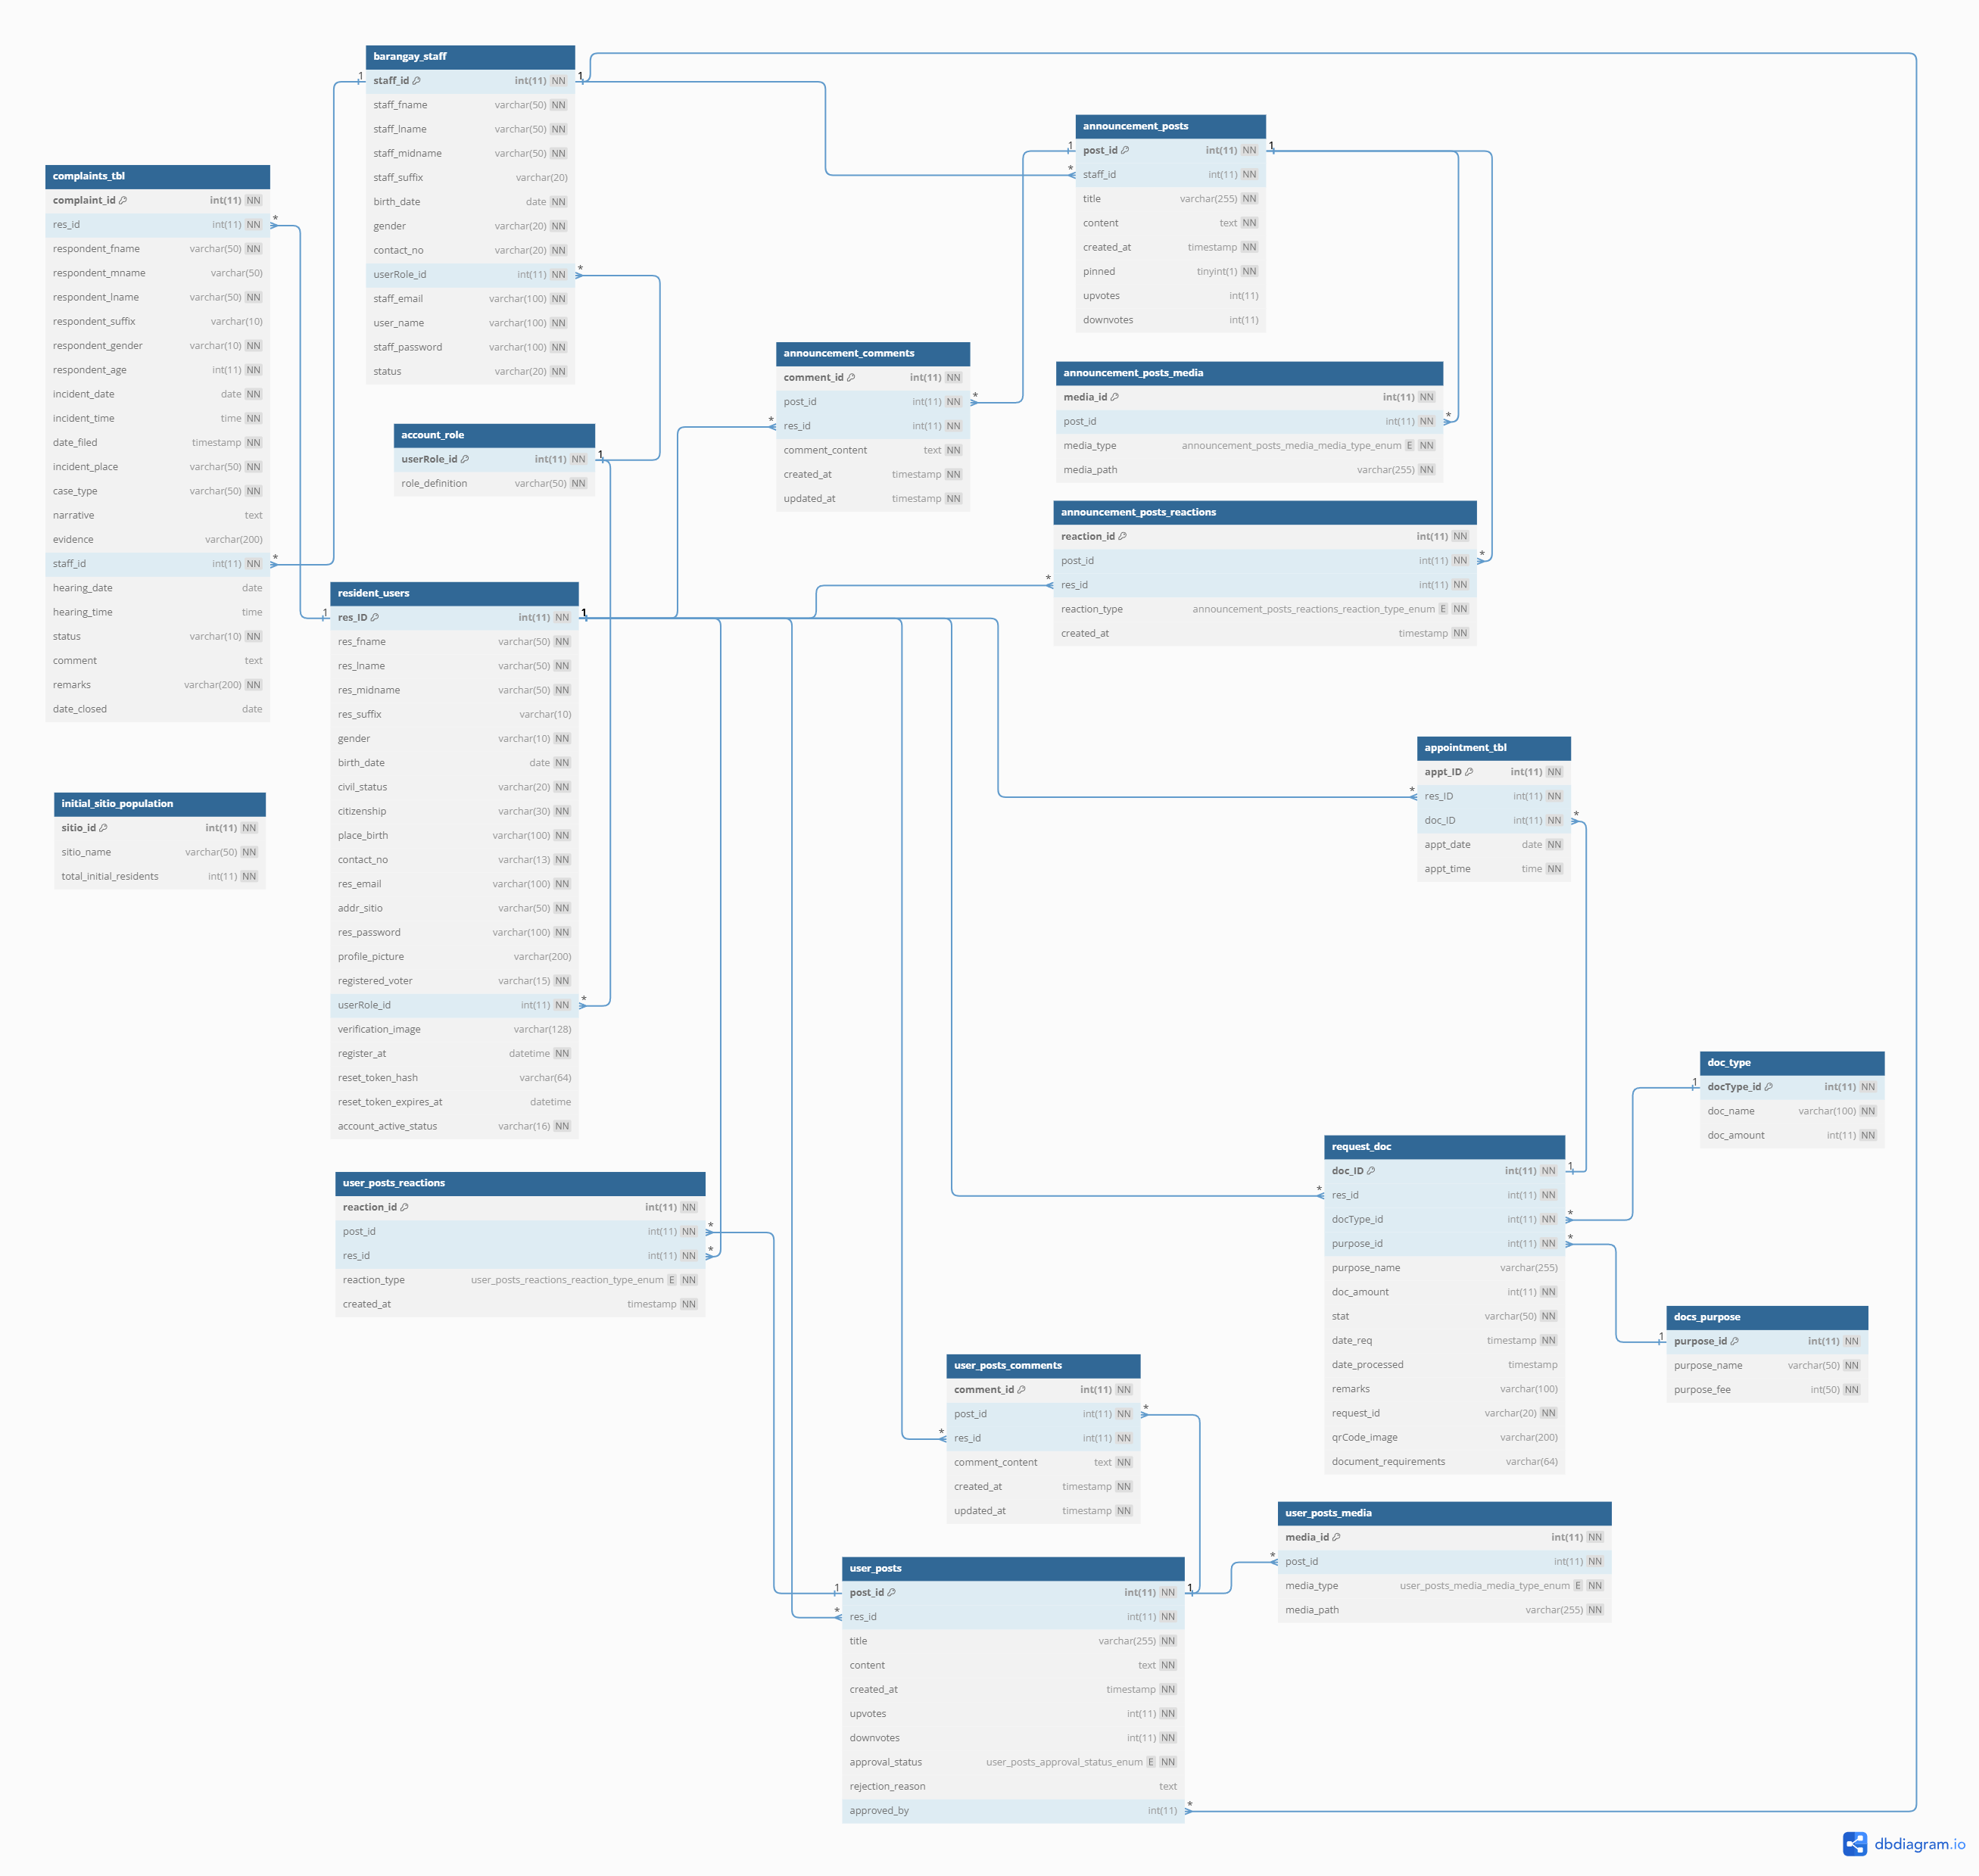 barangay_staff
staff_id int(11) NN
staff_fname varchar(50) NN
staff_lname varchar(50) NN
staff_midname varchar(50) NN
staff_suffix varchar(20)
birth_date date NN
gender varchar(20) NN
contact_no varchar(20) NN
userRole_id int(11) NN
staff_email varchar(100) NN
user_name varchar(100) NN
staff_password varchar(100) NN
status varchar(20) NN
1
1
*
announcement_posts
post_id int(11) NN
staff_id int(11) NN
title varchar(255) NN
content text NN
created_at timestamp NN
pinned tinyint(1) NN
upvotes int(11)
downvotes int(11)
1
1
*
complaints_tbl
complaint_id int(11) NN
res_id int(11) NN
respondent_fname varchar(50) NN
respondent_mname varchar(50)
respondent_lname varchar(50) NN
respondent_suffix varchar(10)
respondent_gender varchar(10) NN
respondent_age int(11) NN
incident_date date NN
incident_time time NN
date_filed timestamp NN
incident_place varchar(50) NN
case_type varchar(50) NN
narrative text
evidence varchar(200)
staff_id int(11) NN
hearing_date date
hearing_time time
status varchar(10) NN
comment text
remarks varchar(200) NN
date_closed date
*
*
announcement_comments
comment_id int(11) NN
post_id int(11) NN
res_id int(11) NN
comment_content text NN
created_at timestamp NN
updated_at timestamp NN
*
*
announcement_posts_media
media_id int(11) NN
post_id int(11) NN
media_type announcement_posts_media_media_type_enum E NN
media_path varchar(255) NN
*
account_role
userRole_id int(11) NN
role_definition varchar(50) NN
1
announcement_posts_reactions
reaction_id int(11) NN
post_id int(11) NN
res_id int(11) NN
reaction_type announcement_posts_reactions_reaction_type_enum E NN
created_at timestamp NN
*
*
resident_users
res_ID int(11) NN
res_fname varchar(50) NN
res_lname varchar(50) NN
res_midname varchar(50) NN
res_suffix varchar(10)
gender varchar(10) NN
birth_date date NN
civil_status varchar(20) NN
citizenship varchar(30) NN
place_birth varchar(100) NN
contact_no varchar(13) NN
res_email varchar(100) NN
addr_sitio varchar(50) NN
res_password varchar(100) NN
profile_picture varchar(200)
registered_voter varchar(15) NN
userRole_id int(11) NN
verification_image varchar(128)
register_at datetime NN
reset_token_hash varchar(64)
reset_token_expires_at datetime
account_active_status varchar(16) NN
1
1
*
appointment_tbl
appt_ID int(11) NN
res_ID int(11) NN
doc_ID int(11) NN
appt_date date NN
appt_time time NN
*
*
initial_sitio_population
sitio_id int(11) NN
sitio_name varchar(50) NN
total_initial_residents int(11) NN
doc_type
docType_id int(11) NN
doc_name varchar(100) NN
doc_amount int(11) NN
1
request_doc
doc_ID int(11) NN
res_id int(11) NN
docType_id int(11) NN
purpose_id int(11) NN
purpose_name varchar(255)
doc_amount int(11) NN
stat varchar(50) NN
date_req timestamp NN
date_processed timestamp
remarks varchar(100)
request_id varchar(20) NN
qrCode_image varchar(200)
document_requirements varchar(64)
1
*
*
*
user_posts_reactions
reaction_id int(11) NN
post_id int(11) NN
res_id int(11) NN
reaction_type user_posts_reactions_reaction_type_enum E NN
created_at timestamp NN
*
*
docs_purpose
purpose_id int(11) NN
purpose_name varchar(50) NN
purpose_fee int(50) NN
1
user_posts_comments
comment_id int(11) NN
post_id int(11) NN
res_id int(11) NN
comment_content text NN
created_at timestamp NN
updated_at timestamp NN
*
*
user_posts_media
media_id int(11) NN
post_id int(11) NN
media_type user_posts_media_media_type_enum E NN
media_path varchar(255) NN
*
user_posts
post_id int(11) NN
res_id int(11) NN
title varchar(255) NN
content text NN
created_at timestamp NN
upvotes int(11) NN
downvotes int(11) NN
approval_status user_posts_approval_status_enum E NN
rejection_reason text
approved_by int(11)
1
1
*
*
dbdiagram.io